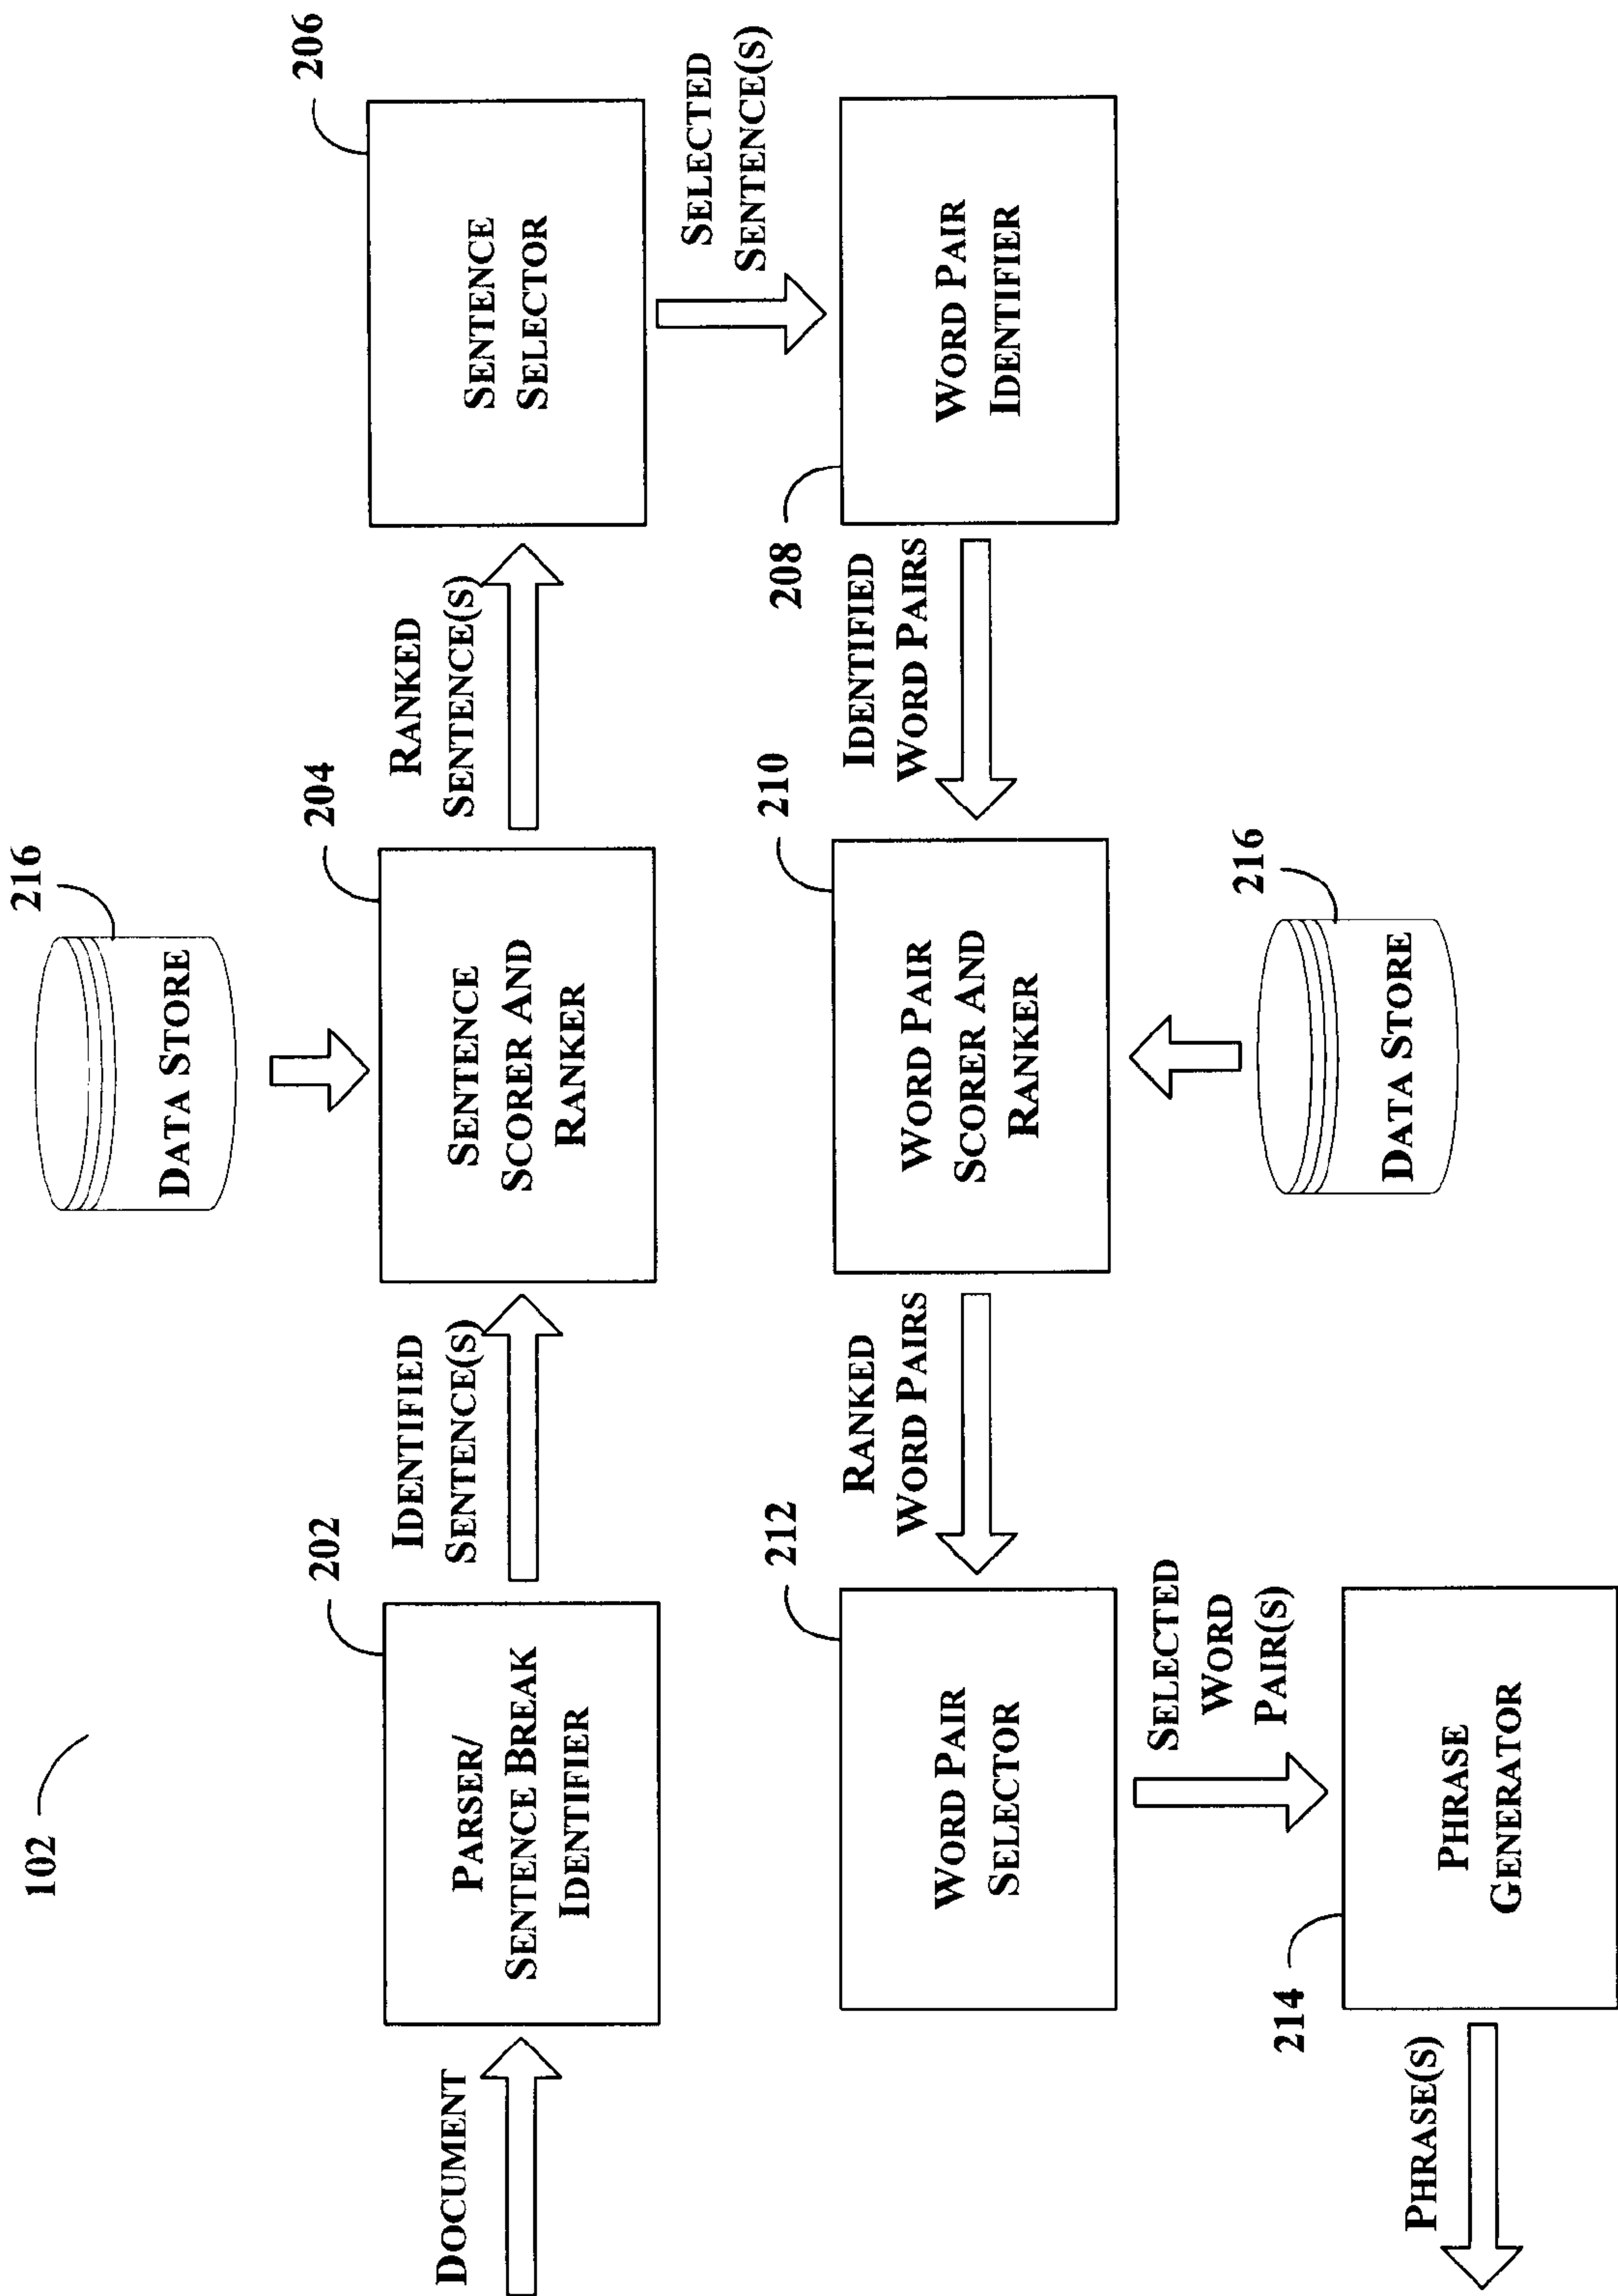 102
216
DATA STORE
DOCUMENT
202
PARSER/
SENTENCE BREAK
IDENTIFIER
IDENTIFIED
SENTENCE(S)
204
SENTENCE
SCORER AND
RANKER
RANKED
SENTENCE(S)
206
SENTENCE
SELECTOR
SELECTED
SENTENCE(S)
208
WORD PAIR
IDENTIFIER
IDENTIFIED
WORD PAIRS
210
WORD PAIR
SCORER AND
RANKER
216
DATA STORE
RANKED
WORD PAIRS
212
WORD PAIR
SELECTOR
SELECTED
WORD
PAIR(S)
214
PHRASE
GENERATOR
PHRASE(S)